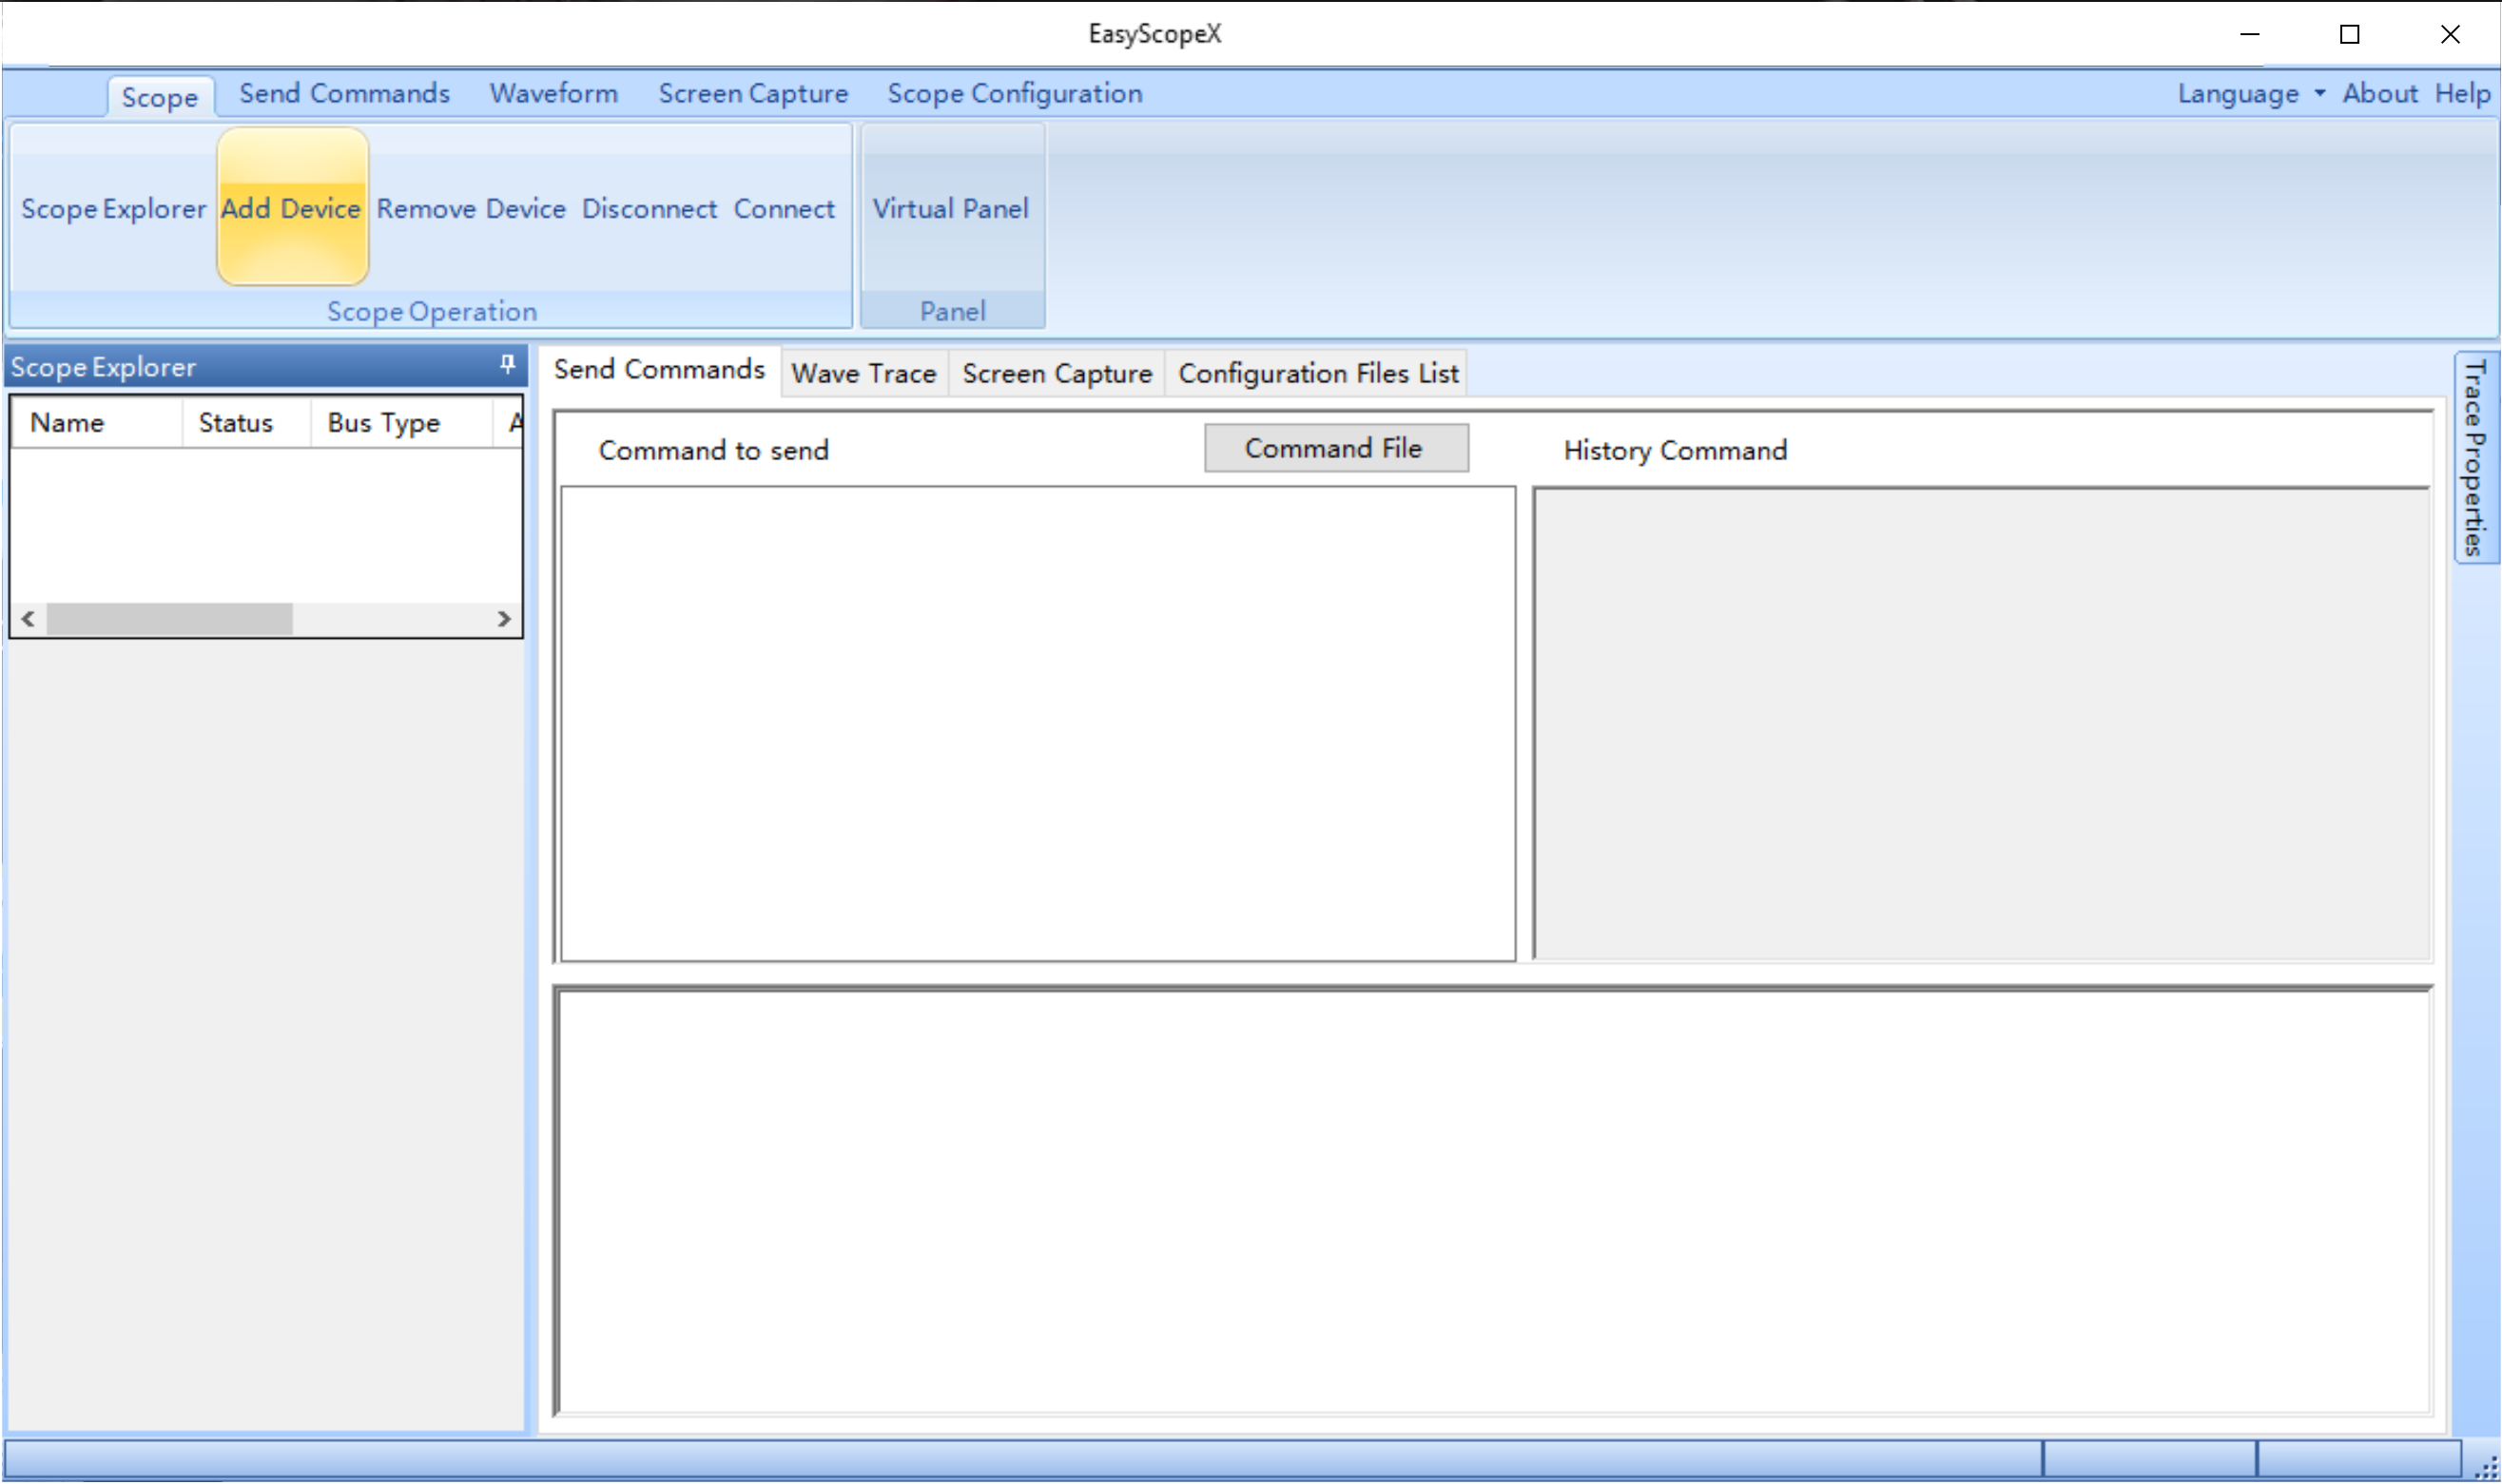 EasyScopeX
Scope Send Commands Waveform Screen Capture Scope Configuration Language About Help
Scope Explorer Add Device Remove Device Disconnect Connect Virtual Panel
Scope Operation Panel
Scope Explorer
Name Status Bus Type A
Send Commands Wave Trace Screen Capture Configuration Files List
Command to send Command File History Command
Trace Properties